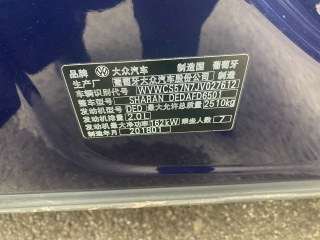 品牌 大众汽车 制造国 葡萄牙
生产厂 葡萄牙大众汽车股份公司 制造
车辆识别代号 WVWCS57N7JV027612
整车型号 SHARAN DEDAFD6501
发动机型号 DED 最大允许总质量 2510kg
发动机排量 2.0L
发动机最大净功率 162kW 乘坐人数 7
制造年月 201801